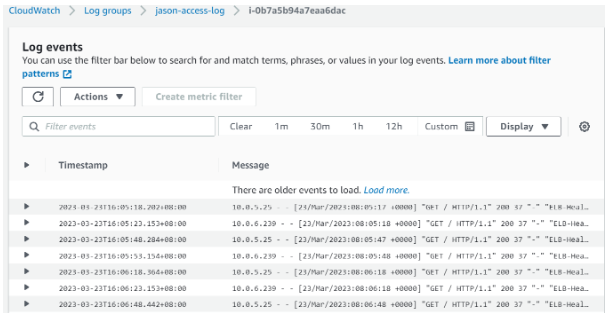 CloudWatch > Log groups > jason-access-log > i-0b7a5b94a7eaa6dac
Log events
You can use the filter bar below to search for and match terms, phrases, or values in your log events. Learn more about filter
patterns
Actions ▼ Create metric filter
Filter events Clear 1m 30m 1h 12h Custom Display ▼
Timestamp Message
There are older events to load. Load more.
2023-03-23T16:05:18.202+08:00 10.0.5.25 - - [23/Mar/2023:08:05:17 +0000] "GET / HTTP/1.1" 200 37 "-" "ELB-Hea…
2023-03-23T16:05:23.153+08:00 10.0.6.239 - - [23/Mar/2023:08:05:18 +0000] "GET / HTTP/1.1" 200 37 "-" "ELB-Hea…
2023-03-23T16:05:48.284+08:00 10.0.5.25 - - [23/Mar/2023:08:05:47 +0000] "GET / HTTP/1.1" 200 37 "-" "ELB-Heal…
2023-03-23T16:05:53.154+08:00 10.0.6.239 - - [23/Mar/2023:08:05:48 +0000] "GET / HTTP/1.1" 200 37 "-" "ELB-Hea…
2023-03-23T16:06:18.364+08:00 10.0.5.25 - - [23/Mar/2023:08:06:18 +0000] "GET / HTTP/1.1" 200 37 "-" "ELB-Heal…
2023-03-23T16:06:23.153+08:00 10.0.6.239 - - [23/Mar/2023:08:06:18 +0000] "GET / HTTP/1.1" 200 37 "-" "ELB-Hea…
2023-03-23T16:06:48.442+08:00 10.0.5.25 - - [23/Mar/2023:08:06:48 +0000] "GET / HTTP/1.1" 200 37 "-" "ELB-Heal…